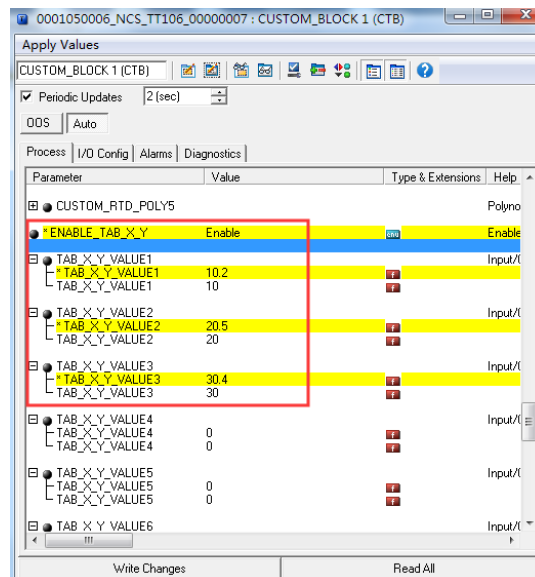 0001050006_NCS_TT106_00000007 : CUSTOM_BLOCK 1 (CTB)
Apply Values
CUSTOM_BLOCK 1 (CTB)
Periodic Updates 2 (sec)
OOS Auto
Process I/O Config Alarms Diagnostics
Parameter Value Type & Extensions Help
CUSTOM_RTD_POLY5 Polyno
*ENABLE_TAB_X_Y Enable ENU Enable
TAB_X_Y_VALUE1 Input/(
*TAB_X_Y_VALUE1 10.2 f
TAB_X_Y_VALUE1 10 f
TAB_X_Y_VALUE2 Input/(
*TAB_X_Y_VALUE2 20.5 f
TAB_X_Y_VALUE2 20 f
TAB_X_Y_VALUE3 Input/(
*TAB_X_Y_VALUE3 30.4 f
TAB_X_Y_VALUE3 30 f
TAB_X_Y_VALUE4 Input/(
TAB_X_Y_VALUE4 0 f
TAB_X_Y_VALUE4 0 f
TAB_X_Y_VALUE5 Input/(
TAB_X_Y_VALUE5 0 f
TAB_X_Y_VALUE5 0 f
TAB_X_Y_VALUE6 Input/(
Write Changes Read All